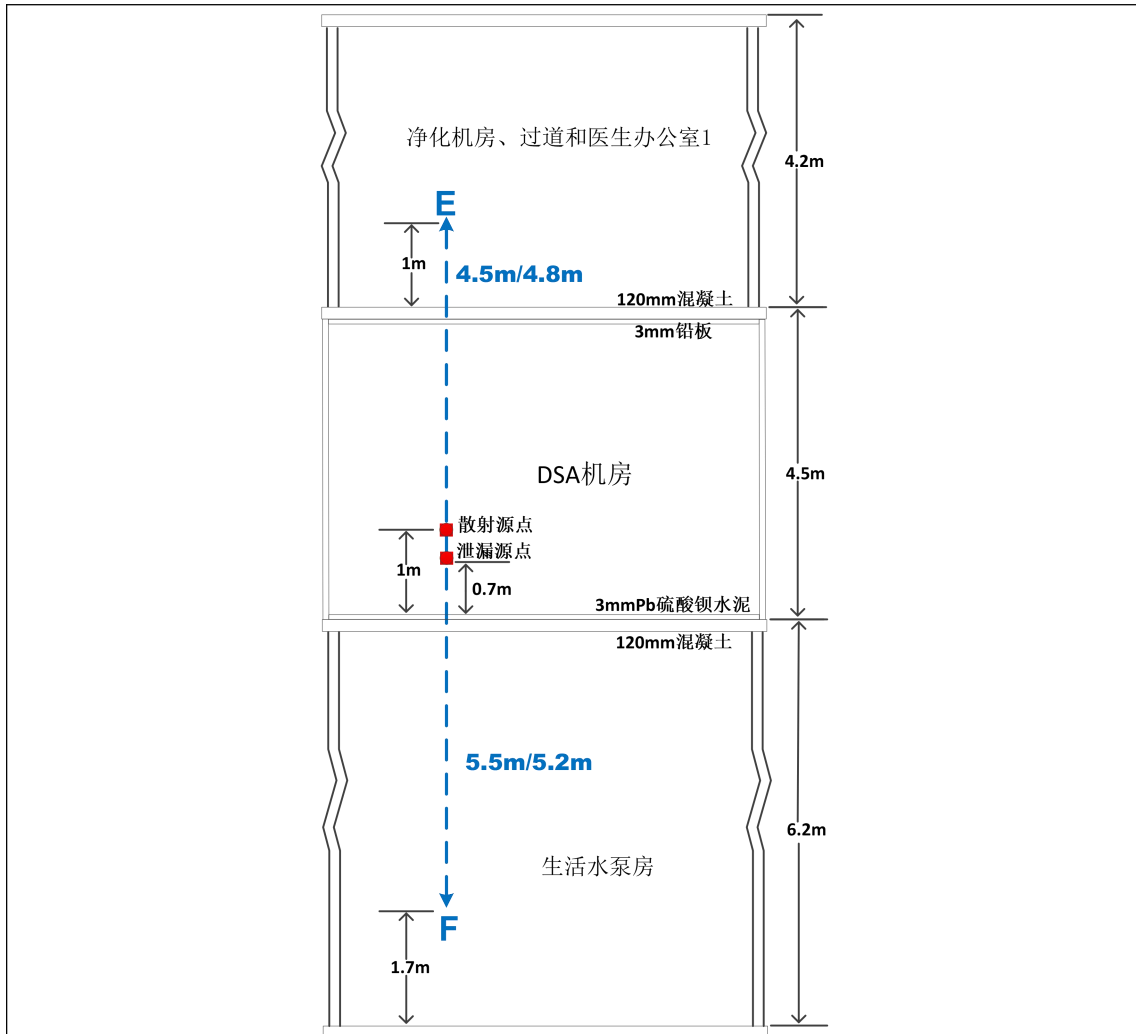 净化机房、过道和医生办公室1
4.2m
E
1m
4.5m/4.8m
120mm混凝土
3mm铅板
DSA机房
4.5m
散射源点
泄漏源点
1m
0.7m
3mmPb硫酸钡水泥
120mm混凝土
5.5m/5.2m
6.2m
生活水泵房
F
1.7m